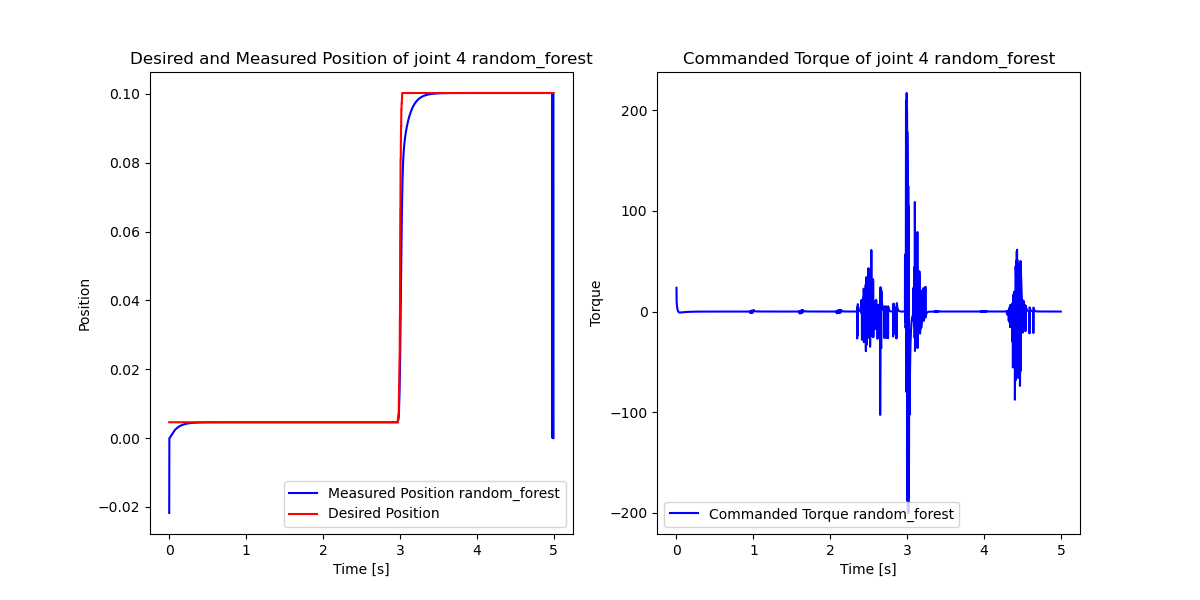 Desired and Measured Position of joint 4 random_forest
Position
0.10
0.08
0.06
0.04
0.02
0.00
−0.02
Measured Position random_forest
Desired Position
0 1 2 3 4 5
Time [s]
Commanded Torque of joint 4 random_forest
Torque
200
100
0
−100
−200
Commanded Torque random_forest
0 1 2 3 4 5
Time [s]